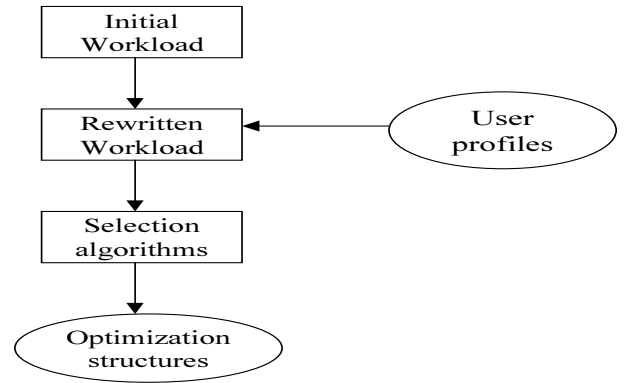 Initial
Workload
Rewritten
Workload
User
profiles
Selection
algorithms
Optimization
structures